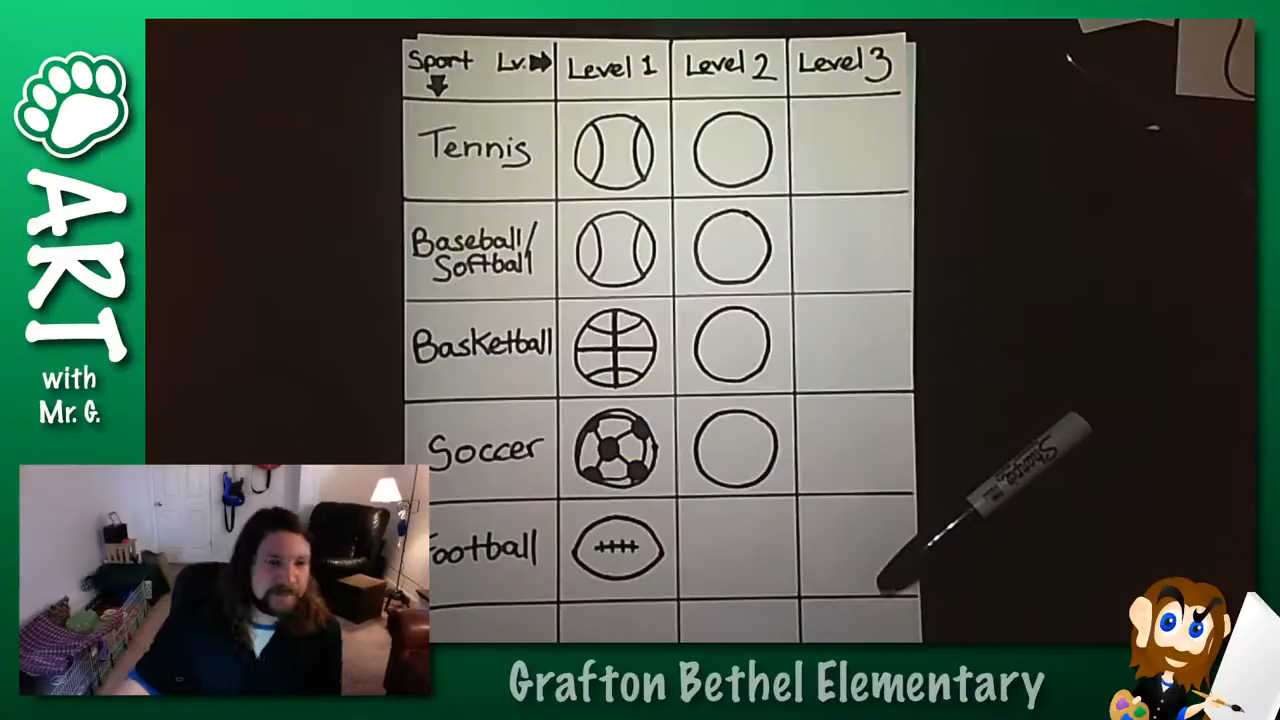 ART
with
Mr. G.
Sport Lv.
Level 1
Level 2
Level 3
Tennis
Baseball/
Softball
Basketball
Soccer
Football
Sharpie
Grafton Bethel Elementary